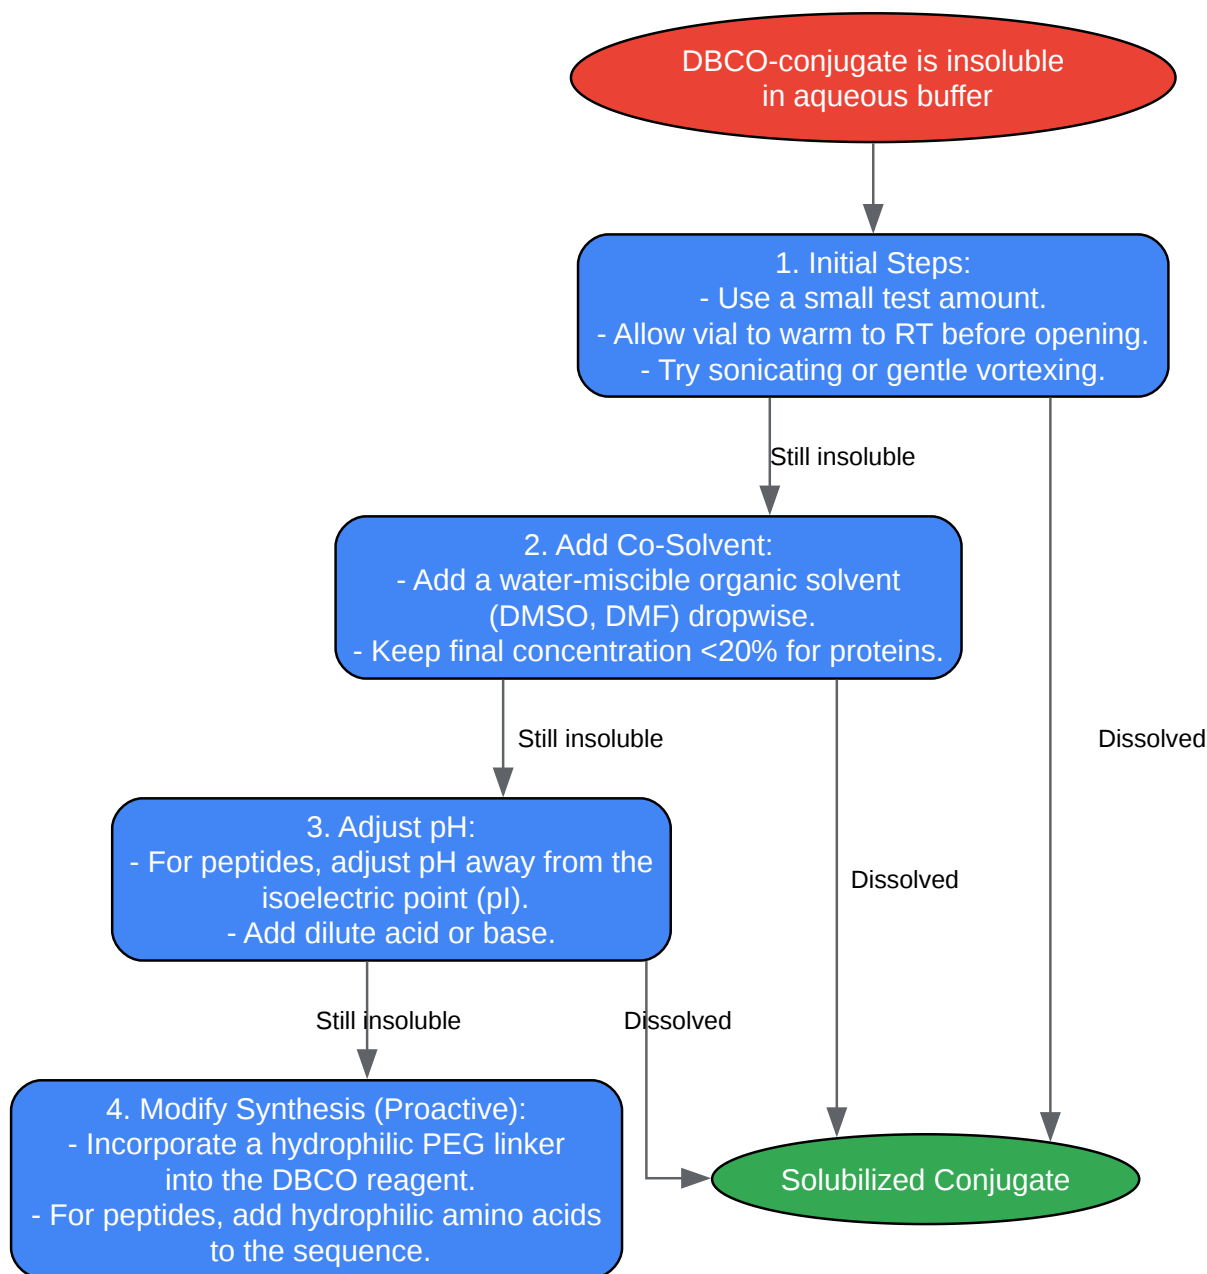 DBCO-conjugate is insoluble
in aqueous buffer
1. Initial Steps:
- Use a small test amount.
- Allow vial to warm to RT before opening.
- Try sonicating or gentle vortexing.
Still insoluble
2. Add Co-Solvent:
- Add a water-miscible organic solvent
(DMSO, DMF) dropwise.
- Keep final concentration <20% for proteins.
Still insoluble
Dissolved
3. Adjust pH:
- For peptides, adjust pH away from the
isoelectric point (pI).
- Add dilute acid or base.
Dissolved
Still insoluble
Dissolved
4. Modify Synthesis (Proactive):
- Incorporate a hydrophilic PEG linker
into the DBCO reagent.
- For peptides, add hydrophilic amino acids
to the sequence.
Solubilized Conjugate